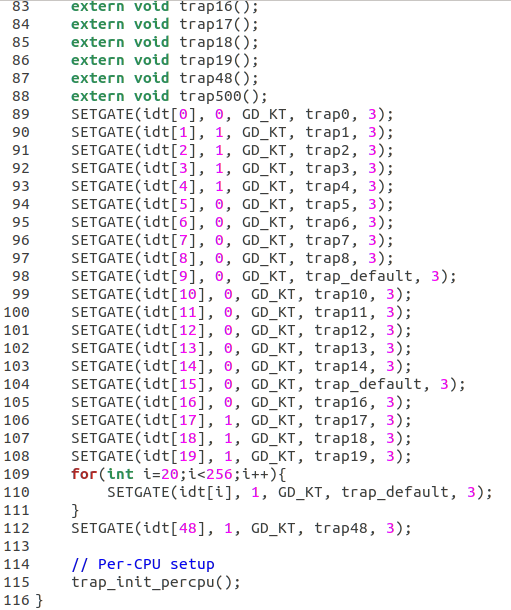 83     extern void trap16();
84     extern void trap17();
85     extern void trap18();
86     extern void trap19();
87     extern void trap48();
88     extern void trap500();
89     SETGATE(idt[0], 0, GD_KT, trap0, 3);
90     SETGATE(idt[1], 1, GD_KT, trap1, 3);
91     SETGATE(idt[2], 1, GD_KT, trap2, 3);
92     SETGATE(idt[3], 1, GD_KT, trap3, 3);
93     SETGATE(idt[4], 1, GD_KT, trap4, 3);
94     SETGATE(idt[5], 0, GD_KT, trap5, 3);
95     SETGATE(idt[6], 0, GD_KT, trap6, 3);
96     SETGATE(idt[7], 0, GD_KT, trap7, 3);
97     SETGATE(idt[8], 0, GD_KT, trap8, 3);
98     SETGATE(idt[9], 0, GD_KT, trap_default, 3);
99     SETGATE(idt[10], 0, GD_KT, trap10, 3);
100     SETGATE(idt[11], 0, GD_KT, trap11, 3);
101     SETGATE(idt[12], 0, GD_KT, trap12, 3);
102     SETGATE(idt[13], 0, GD_KT, trap13, 3);
103     SETGATE(idt[14], 0, GD_KT, trap14, 3);
104     SETGATE(idt[15], 0, GD_KT, trap_default, 3);
105     SETGATE(idt[16], 0, GD_KT, trap16, 3);
106     SETGATE(idt[17], 1, GD_KT, trap17, 3);
107     SETGATE(idt[18], 1, GD_KT, trap18, 3);
108     SETGATE(idt[19], 1, GD_KT, trap19, 3);
109     for(int i=20;i<256;i++){
110         SETGATE(idt[i], 1, GD_KT, trap_default, 3);
111     }
112     SETGATE(idt[48], 1, GD_KT, trap48, 3);
113
114     // Per-CPU setup
115     trap_init_percpu();
116 }